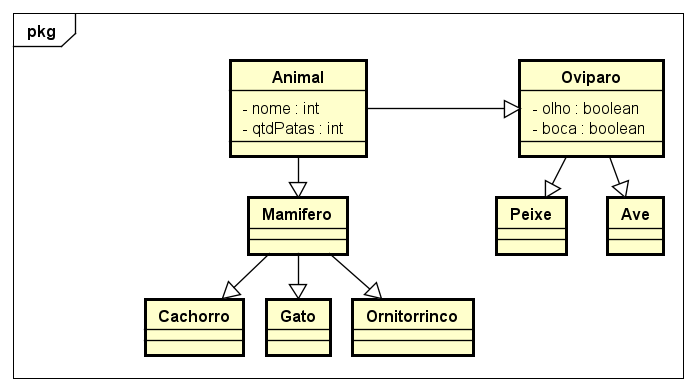 pkg
Animal
- nome : int
- qtdPatas : int
Oviparo
- olho : boolean
- boca : boolean
Mamifero
Peixe
Ave
Cachorro
Gato
Ornitorrinco